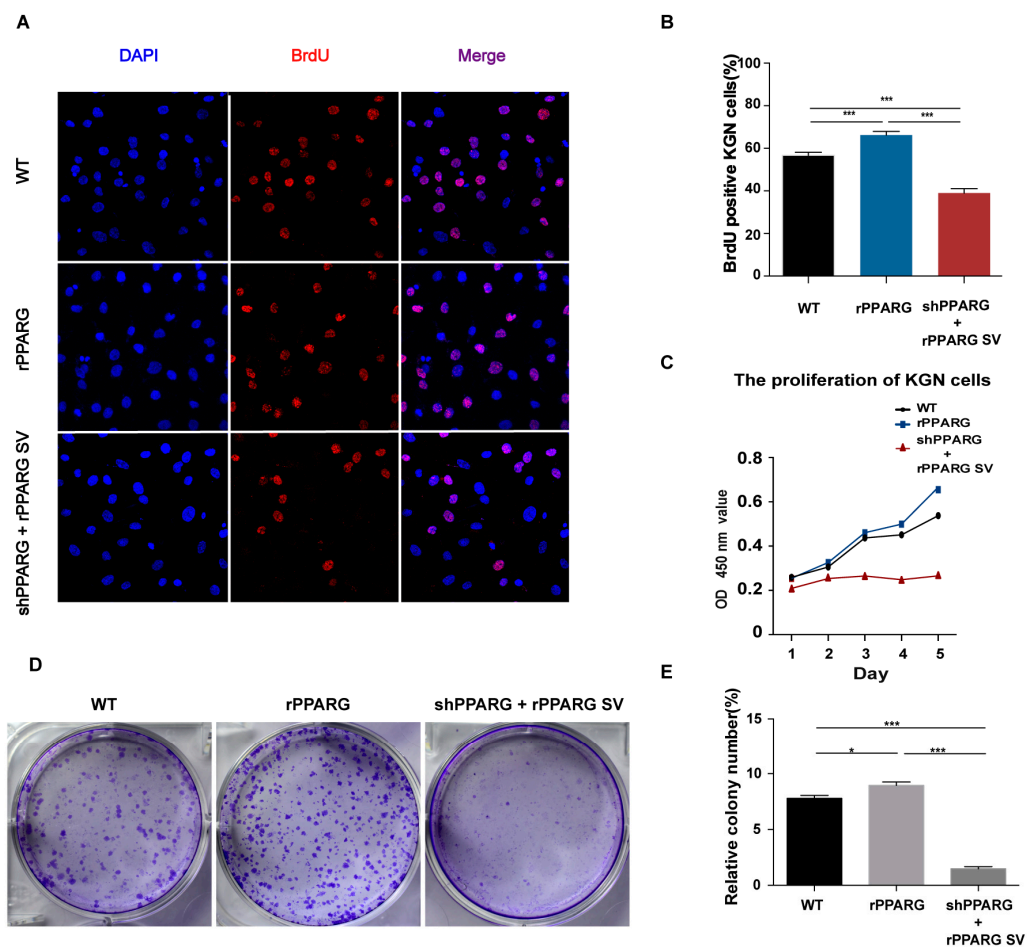 A
DAPI
BrdU
Merge
WT
rPPARG
shPPARG + rPPARG SV
B
BrdU positive KGN cells(%)
100
80
60
40
20
0
***
***
***
WT
rPPARG
shPPARG
+
rPPARG SV
C
The proliferation of KGN cells
WT
rPPARG
shPPARG
+
rPPARG SV
OD 450 nm value
0.8
0.6
0.4
0.2
0
1 2 3 4 5
Day
D
WT
rPPARG
shPPARG + rPPARG SV
E
Relative colony number(%)
15
10
5
0
***
*
***
WT
rPPARG
shPPARG
+
rPPARG SV